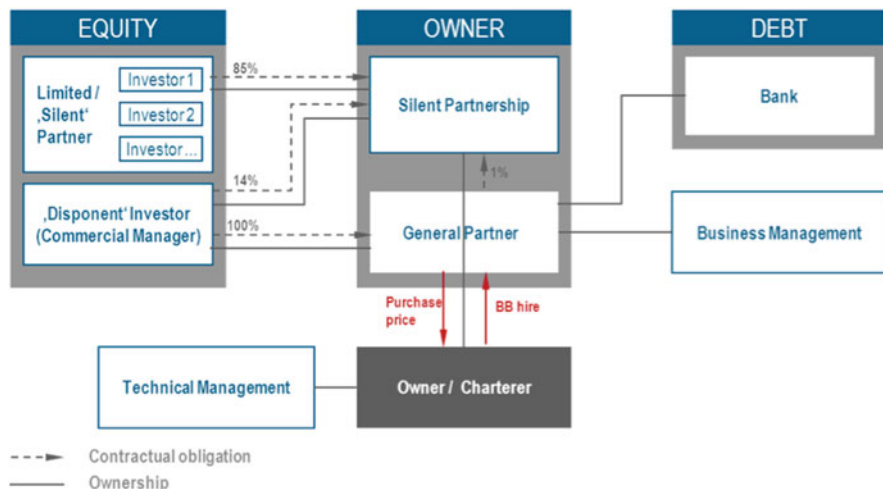 EQUITY
OWNER
DEBT
Limited /
‚Silent‘
Partner
Investor 1
Investor 2
Investor...
85%
Silent Partnership
Bank
14%
1%
‚Disponent‘ Investor
(Commercial Manager)
100%
General Partner
Business Management
Purchase
price
BB hire
Technical Management
Owner / Charterer
Contractual obligation
Ownership